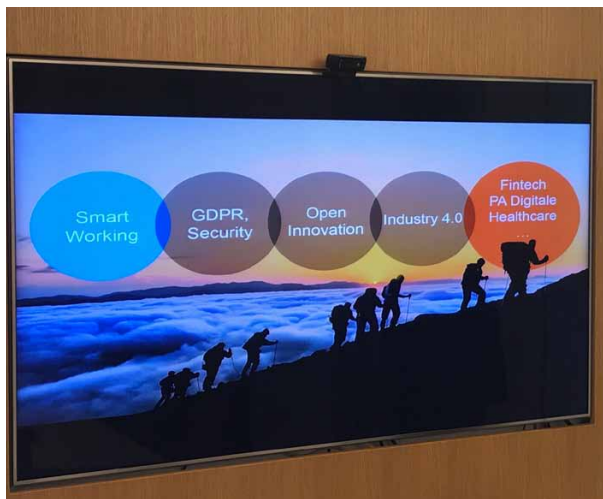 Smart
Working
GDPR,
Security
Open
Innovation
Industry 4.0
Fintech
PA Digitale
Healthcare
...